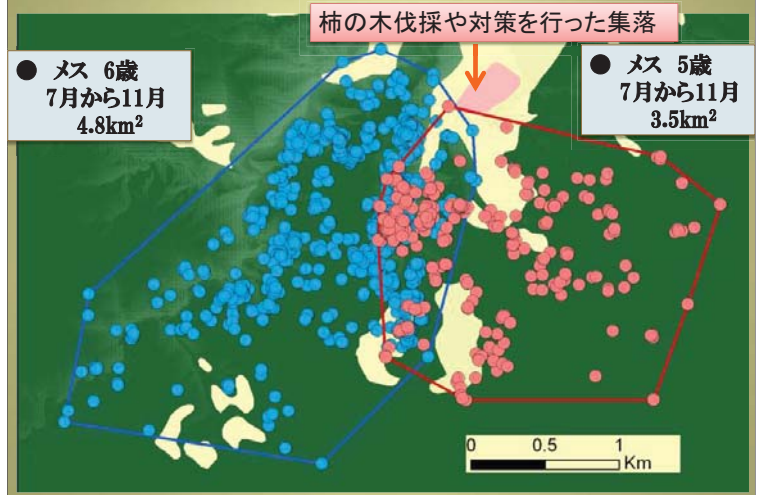 柿の木伐採や対策を行った集落
● メス 6歳
7月から11月
4.8km²
● メス 5歳
7月から11月
3.5km²
0 0.5 1
Km